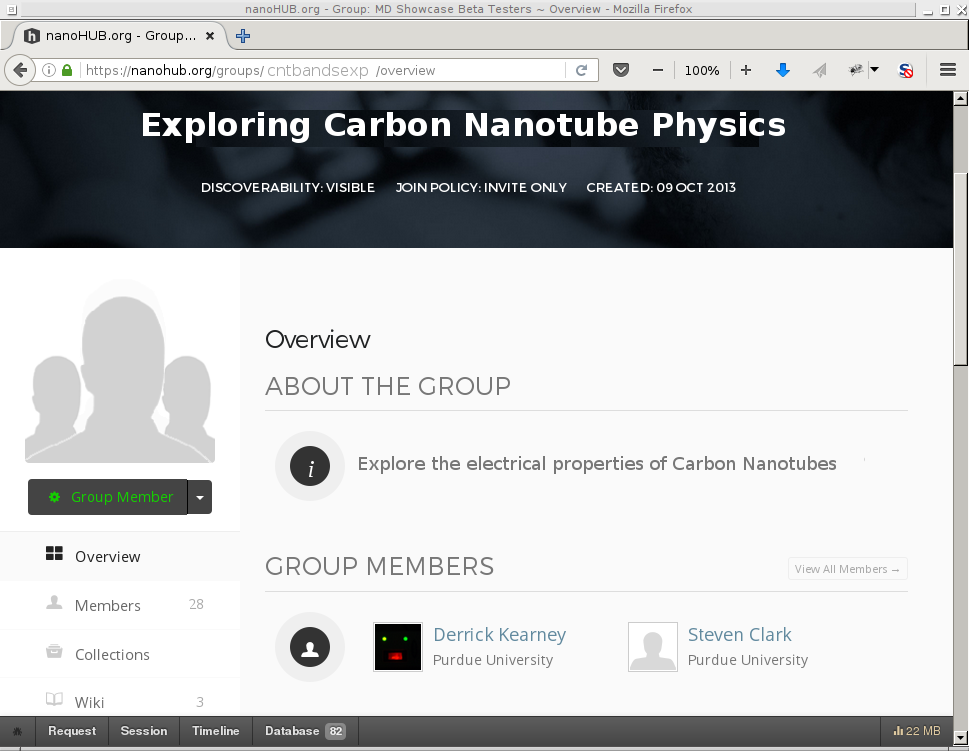 nanoHUB.org - Group: MD Showcase Beta Testers ~ Overview - Mozilla Firefox
nanoHUB.org - Group...
https://nanohub.org/groups/ cntbandsexp /overview
100%
Exploring Carbon Nanotube Physics
DISCOVERABILITY: VISIBLE JOIN POLICY: INVITE ONLY CREATED: 09 OCT 2013
Overview
ABOUT THE GROUP
i
Explore the electrical properties of Carbon Nanotubes
Group Member
Overview
Members 28
Collections
Wiki 3
GROUP MEMBERS
View All Members →
Derrick Kearney
Purdue University
Steven Clark
Purdue University
Request Session Timeline Database 82 22 MB